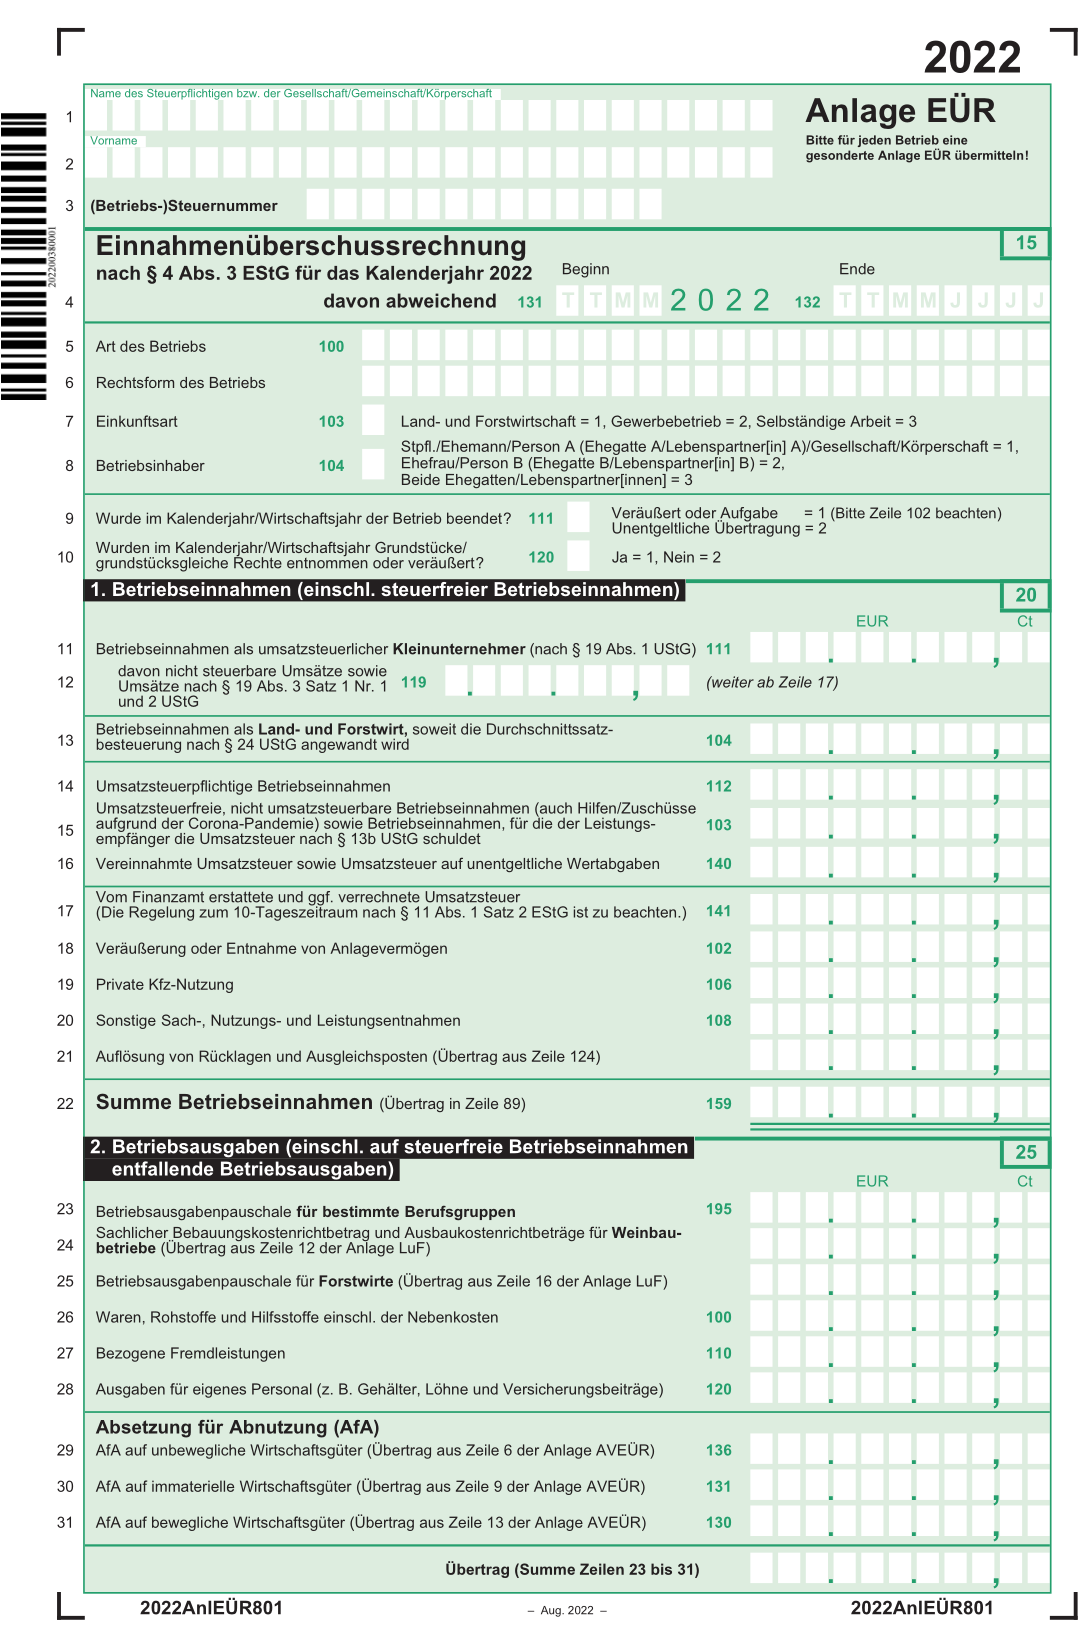 2022
Name des Steuerpflichtigen bzw. der Gesellschaft/Gemeinschaft/Körperschaft
1
Anlage EÜR
Bitte für jeden Betrieb eine
gesonderte Anlage EÜR übermitteln!
Vorname
2
3 (Betriebs-)Steuernummer
202200380001
Einnahmenüberschussrechnung 15
nach § 4 Abs. 3 EStG für das Kalenderjahr 2022 Beginn Ende
4 davon abweichend 131 T T M M 2 0 2 2 132 T T M M J J J J
5 Art des Betriebs 100
6 Rechtsform des Betriebs
7 Einkunftsart 103 Land- und Forstwirtschaft = 1, Gewerbebetrieb = 2, Selbständige Arbeit = 3
8 Betriebsinhaber 104 Stpfl./Ehemann/Person A (Ehegatte A/Lebenspartner[in] A)/Gesellschaft/Körperschaft = 1,
Ehefrau/Person B (Ehegatte B/Lebenspartner[in] B) = 2,
Beide Ehegatten/Lebenspartner[innen] = 3
9 Wurde im Kalenderjahr/Wirtschaftsjahr der Betrieb beendet? 111 Veräußert oder Aufgabe = 1 (Bitte Zeile 102 beachten)
Unentgeltliche Übertragung = 2
10 Wurden im Kalenderjahr/Wirtschaftsjahr Grundstücke/
grundstücksgleiche Rechte entnommen oder veräußert? 120 Ja = 1, Nein = 2
1. Betriebseinnahmen (einschl. steuerfreier Betriebseinnahmen) 20
EUR Ct
11 Betriebseinnahmen als umsatzsteuerlicher Kleinunternehmer (nach § 19 Abs. 1 UStG) 111 . . ,
12 davon nicht steuerbare Umsätze sowie
Umsätze nach § 19 Abs. 3 Satz 1 Nr. 1 119 . . , (weiter ab Zeile 17)
und 2 UStG
13 Betriebseinnahmen als Land- und Forstwirt, soweit die Durchschnittssatz-
besteuerung nach § 24 UStG angewandt wird 104 . . ,
14 Umsatzsteuerpflichtige Betriebseinnahmen 112 . . ,
15 Umsatzsteuerfreie, nicht umsatzsteuerbare Betriebseinnahmen (auch Hilfen/Zuschüsse
aufgrund der Corona-Pandemie) sowie Betriebseinnahmen, für die der Leistungs- 103 . . ,
empfänger die Umsatzsteuer nach § 13b UStG schuldet
16 Vereinnahmte Umsatzsteuer sowie Umsatzsteuer auf unentgeltliche Wertabgaben 140 . . ,
17 Vom Finanzamt erstattete und ggf. verrechnete Umsatzsteuer
(Die Regelung zum 10-Tageszeitraum nach § 11 Abs. 1 Satz 2 EStG ist zu beachten.) 141 . . ,
18 Veräußerung oder Entnahme von Anlagevermögen 102 . . ,
19 Private Kfz-Nutzung 106 . . ,
20 Sonstige Sach-, Nutzungs- und Leistungsentnahmen 108 . . ,
21 Auflösung von Rücklagen und Ausgleichsposten (Übertrag aus Zeile 124) . . ,
22 Summe Betriebseinnahmen (Übertrag in Zeile 89) 159 . . ,
2. Betriebsausgaben (einschl. auf steuerfreie Betriebseinnahmen 25
entfallende Betriebsausgaben)
EUR Ct
23 Betriebsausgabenpauschale für bestimmte Berufsgruppen 195 . . ,
24 Sachlicher Bebauungskostenrichtbetrag und Ausbaukostenrichtbeträge für Weinbau-
betriebe (Übertrag aus Zeile 12 der Anlage LuF) . . ,
25 Betriebsausgabenpauschale für Forstwirte (Übertrag aus Zeile 16 der Anlage LuF) . . ,
26 Waren, Rohstoffe und Hilfsstoffe einschl. der Nebenkosten 100 . . ,
27 Bezogene Fremdleistungen 110 . . ,
28 Ausgaben für eigenes Personal (z. B. Gehälter, Löhne und Versicherungsbeiträge) 120 . . ,
Absetzung für Abnutzung (AfA)
29 AfA auf unbewegliche Wirtschaftsgüter (Übertrag aus Zeile 6 der Anlage AVEÜR) 136 . . ,
30 AfA auf immaterielle Wirtschaftsgüter (Übertrag aus Zeile 9 der Anlage AVEÜR) 131 . . ,
31 AfA auf bewegliche Wirtschaftsgüter (Übertrag aus Zeile 13 der Anlage AVEÜR) 130 . . ,
Übertrag (Summe Zeilen 23 bis 31) . . ,
2022AnlEÜR801 – Aug. 2022 – 2022AnlEÜR801